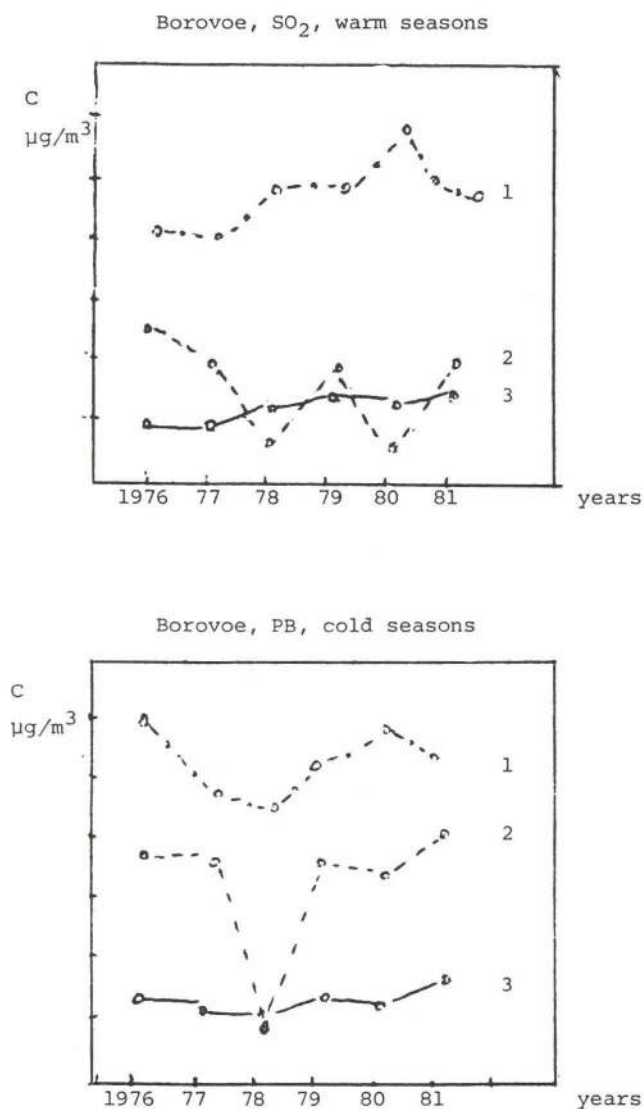 Borovoe, SO₂, warm seasons
C
μg/m³
1
2
3
1976 77 78 79 80 81 years
Borovoe, PB, cold seasons
C
μg/m³
1
2
3
1976 77 78 79 80 81 years